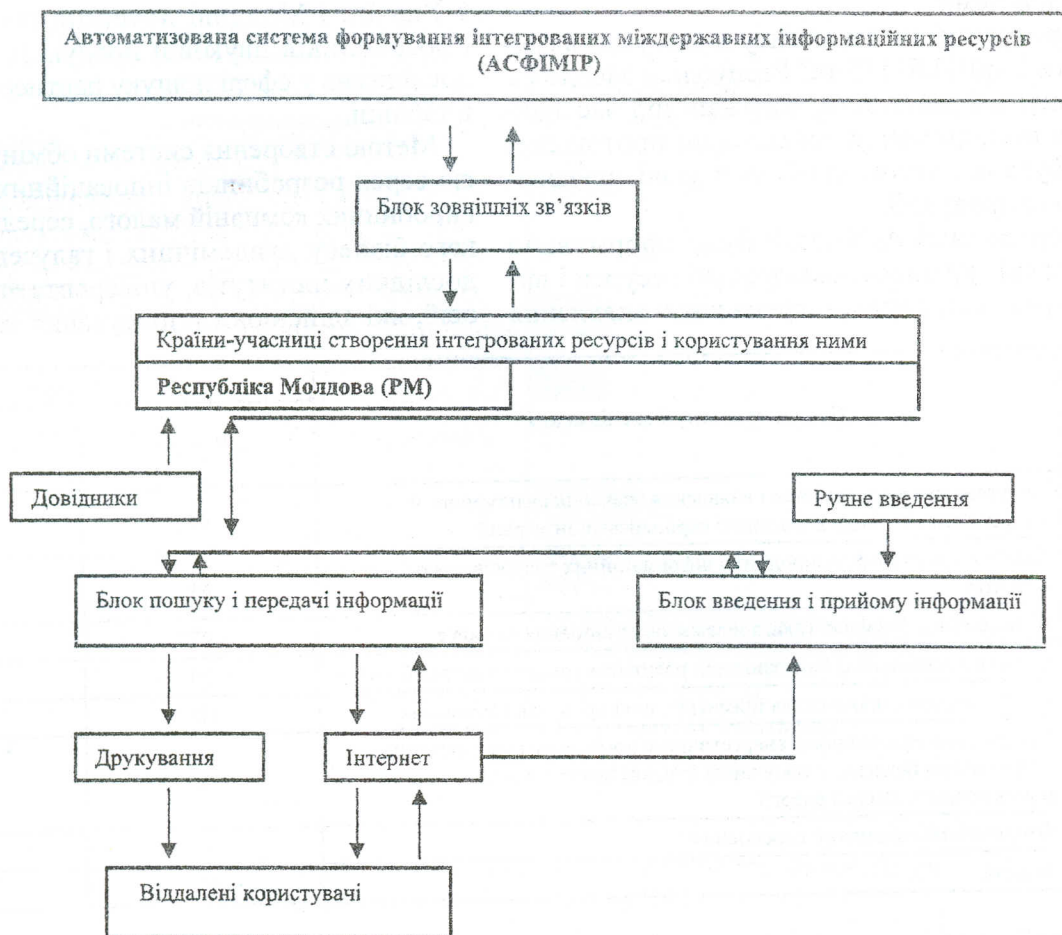 Автоматизована система формування інтегрованих міждержавних інформаційних ресурсів
(АСФІМІР)
Блок зовнішніх зв’язків
Країни-учасниці створення інтегрованих ресурсів і користування ними
Республіка Молдова (РМ)
Довідники
Ручне введення
Блок пошуку і передачі інформації
Блок введення і прийому інформації
Друкування
Інтернет
Віддалені користувачі